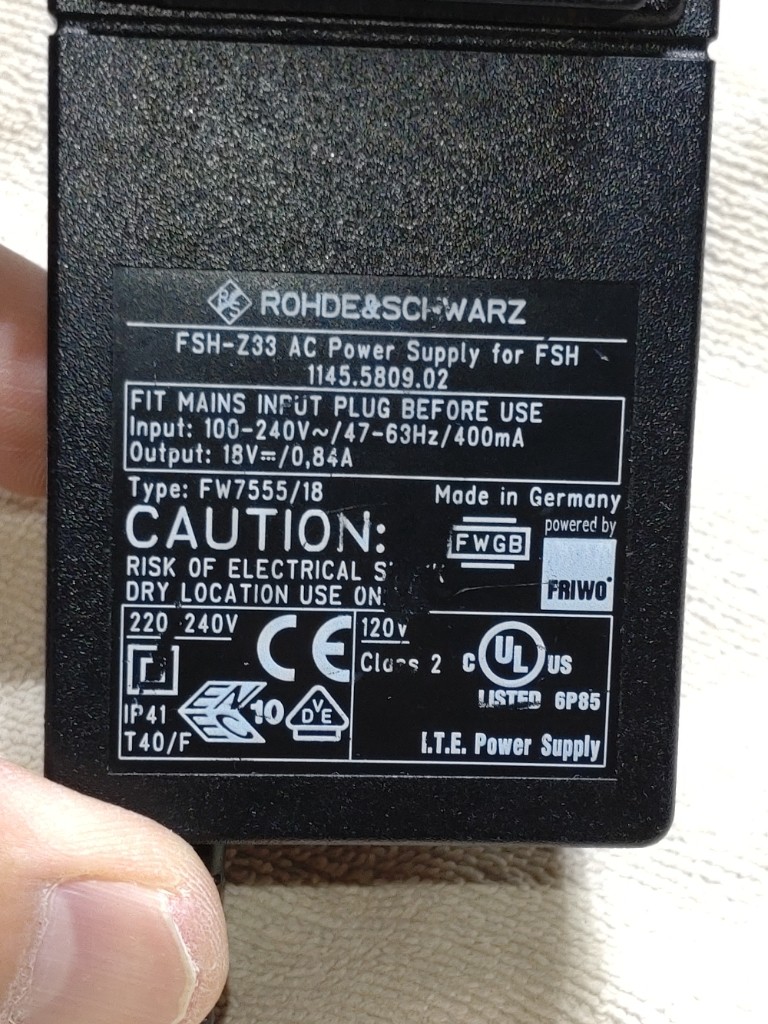 R&S ROHDE&SCHWARZ
FSH-Z33 AC Power Supply for FSH
1145.5809.02
FIT MAINS INPUT PLUG BEFORE USE
Input: 100-240V~/47-63Hz/400mA
Output: 18V⎓/0,84A
Type: FW7555/18
Made in Germany
CAUTION:
RISK OF ELECTRICAL
DRY LOCATION USE
FWGB
powered by
FRIWO
220 240V
CE
IP41
T40/F
ENEC 10
DVE
120V
Class 2
C UL US
LISTED 6P85
I.T.E. Power Supply